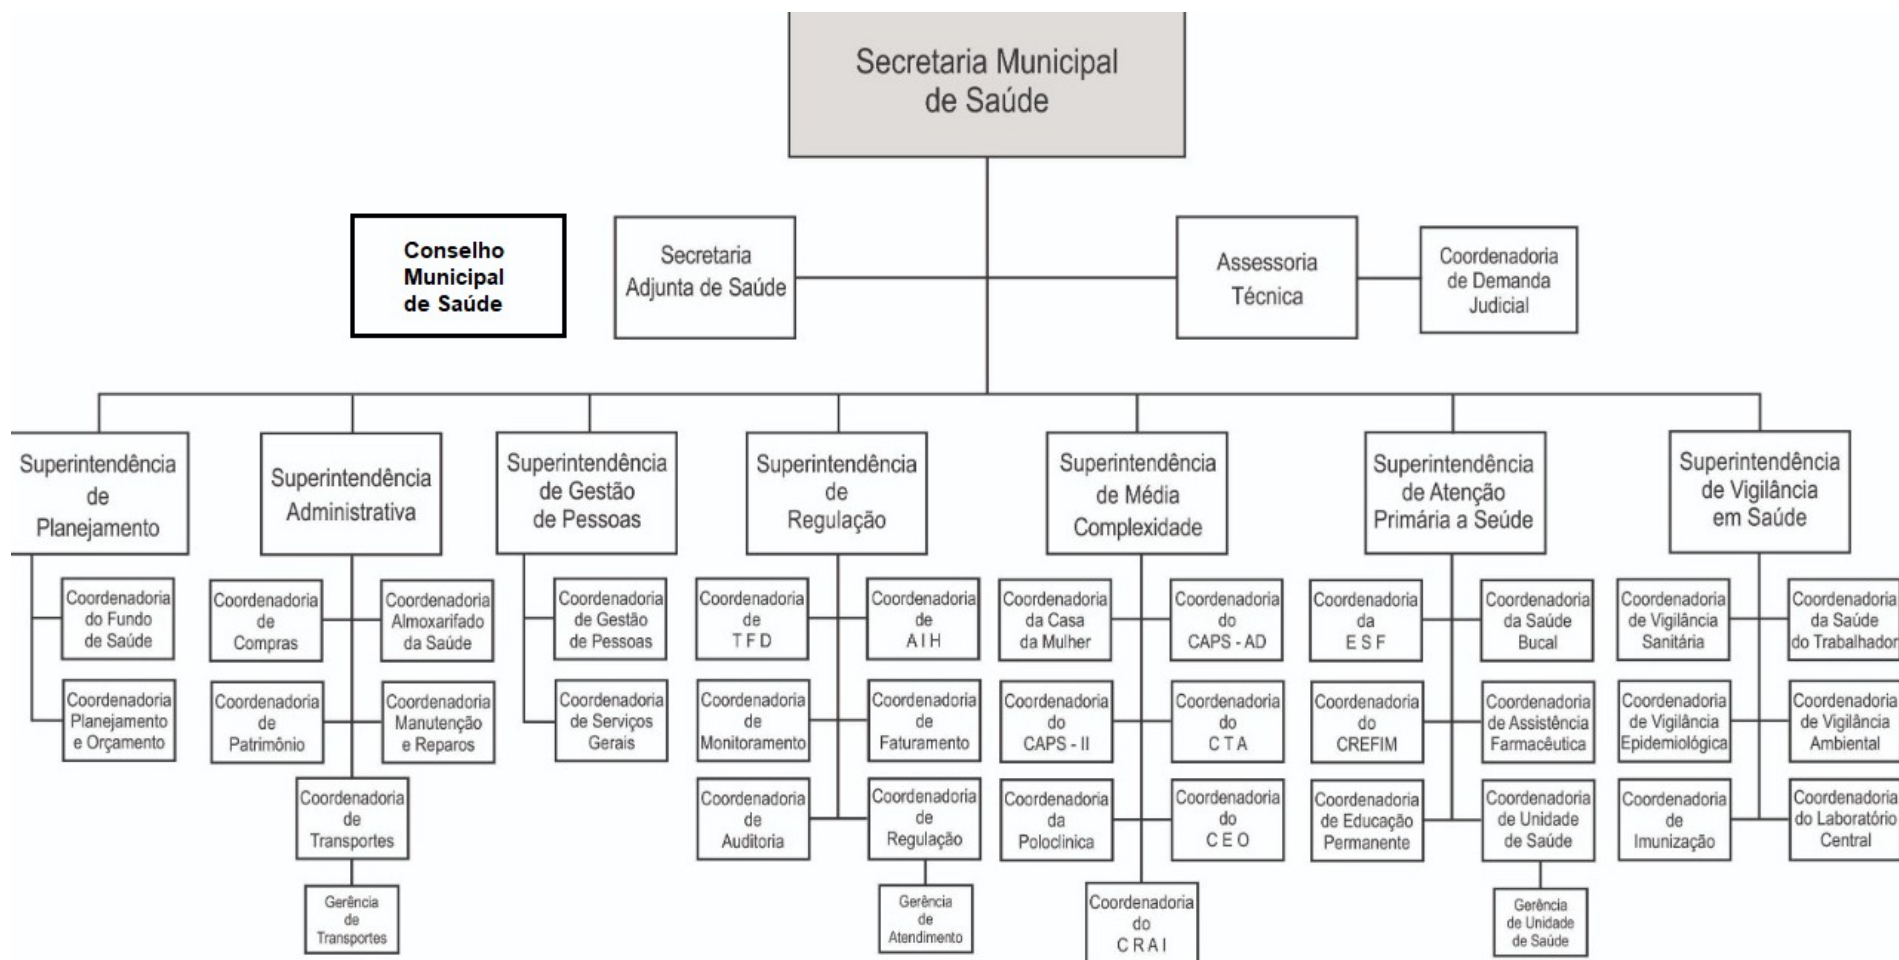 Secretaria Municipal
de Saúde
Conselho
Municipal
de Saúde
Secretaria
Adjunta de Saúde
Assessoria
Técnica
Coordenadoria
de Demanda
Judicial
Superintendência
de
Planejamento
Superintendência
Administrativa
Superintendência
de Gestão
de Pessoas
Superintendência
de
Regulação
Superintendência
de Média
Complexidade
Superintendência
de Atenção
Primária a Seúde
Superintendência
de Vigilância
em Saúde
Coordenadoria
do Fundo
de Saúde
Coordenadoria
de
Compras
Coordenadoria
Almoxarifado
da Saúde
Coordenadoria
de Gestão
de Pessoas
Coordenadoria
de
T F D
Coordenadoria
de
A I H
Coordenadoria
da Casa
da Mulher
Coordenadoria
do
CAPS - AD
Coordenadoria
da
E S F
Coordenadoria
da Saúde
Bucal
Coordenadoria
de Vigilância
Sanitária
Coordenadoria
da Saúde
do Trabalhador
Coordenadoria
Planejamento
e Orçamento
Coordenadoria
de
Patrimônio
Coordenadoria
Manutenção
e Reparos
Coordenadoria
de Serviços
Gerais
Coordenadoria
de
Monitoramento
Coordenadoria
de
Faturamento
Coordenadoria
do
CAPS - II
Coordenadoria
do
C T A
Coordenadoria
do
CREFIM
Coordenadoria
de Assistência
Farmacêutica
Coordenadoria
de Vigilância
Epidemiológica
Coordenadoria
de Vigilância
Ambiental
Coordenadoria
de
Transportes
Coordenadoria
de
Auditoria
Coordenadoria
de
Regulação
Coordenadoria
da
Poloclinica
Coordenadoria
do
C E O
Coordenadoria
de Educação
Permanente
Coordenadoria
de Unidade
de Saúde
Coordenadoria
de
Imunização
Coordenadoria
do Laboratório
Central
Gerência
de
Transportes
Gerência
de
Atendimento
Coordenadoria
do
C R A I
Gerência
de Unidade
de Saúde